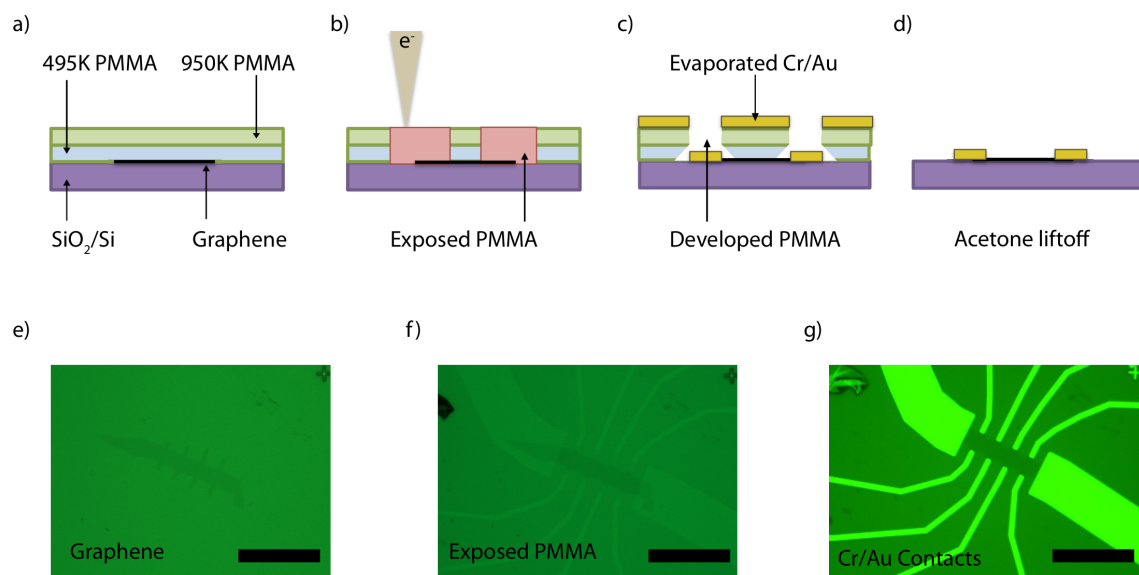 a)
b)
c)
d)
e-
495K PMMA
950K PMMA
Evaporated Cr/Au
SiO2/Si
Graphene
Exposed PMMA
Developed PMMA
Acetone liftoff
e)
f)
g)
Graphene
Exposed PMMA
Cr/Au Contacts